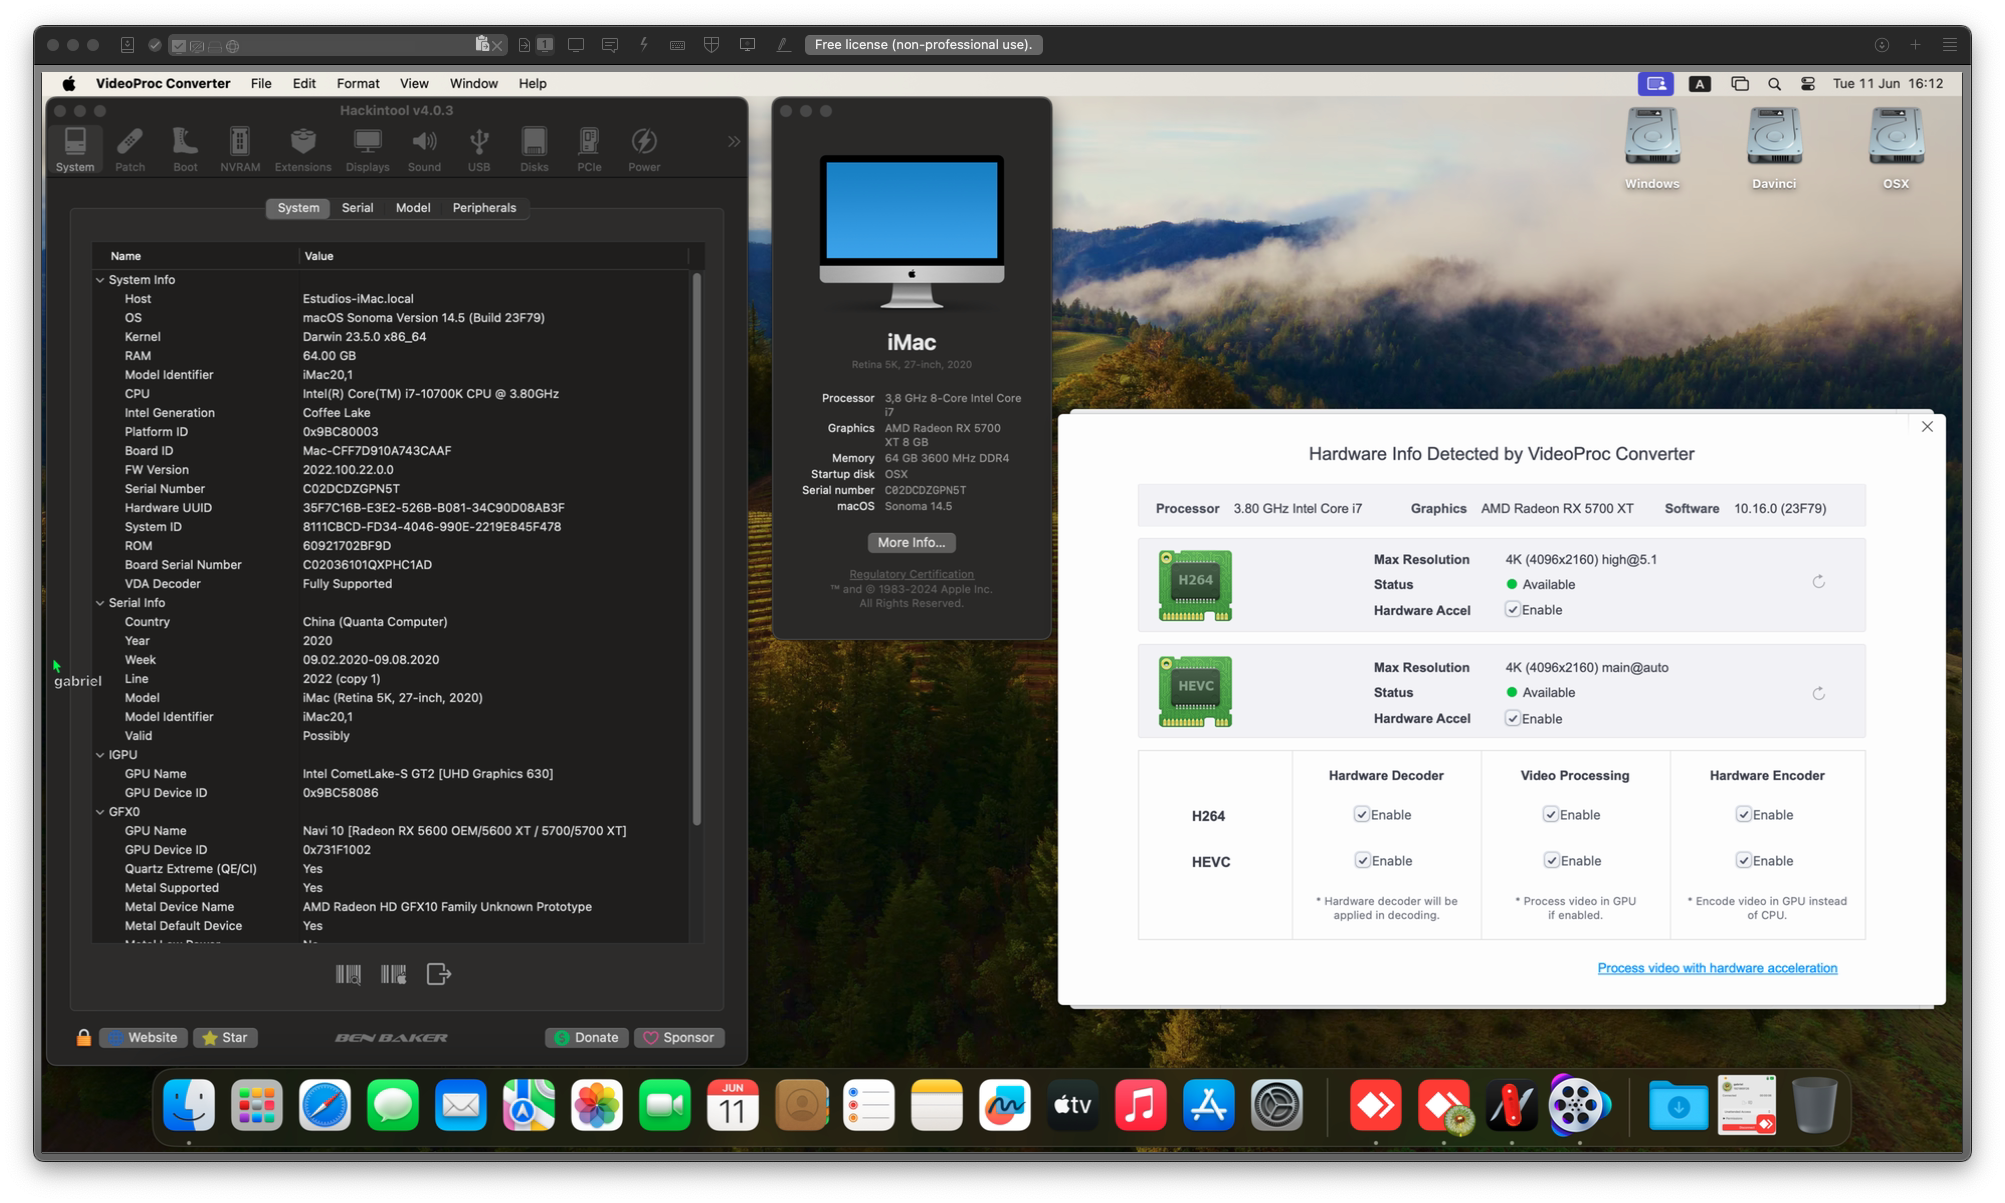 1
Free license (non-professional use).
VideoProc Converter File Edit Format View Window Help
A Tue 11 Jun 16:12
Hackintool v4.0.3
System Patch Boot NVRAM Extensions Displays Sound USB Disks PCIe Power
System Serial Model Peripherals
Name Value
System Info
Host Estudios-iMac.local
OS macOS Sonoma Version 14.5 (Build 23F79)
Kernel Darwin 23.5.0 x86_64
RAM 64.00 GB
Model Identifier iMac20,1
CPU Intel(R) Core(TM) i7-10700K CPU @ 3.80GHz
Intel Generation Coffee Lake
Platform ID 0x9BC80003
Board ID Mac-CFF7D910A743CAAF
FW Version 2022.100.22.0.0
Serial Number C02DCDZGPN5T
Hardware UUID 35F7C16B-E3E2-526B-B081-34C90D08AB3F
System ID 8111CBCD-FD34-4046-990E-2219E845F478
ROM 60921702BF9D
Board Serial Number C02036101QXPHC1AD
VDA Decoder Fully Supported
Serial Info
Country China (Quanta Computer)
Year 2020
Week 09.02.2020-09.08.2020
Line 2022 (copy 1)
Model iMac (Retina 5K, 27-inch, 2020)
Model Identifier iMac20,1
Valid Possibly
IGPU
GPU Name Intel CometLake-S GT2 [UHD Graphics 630]
GPU Device ID 0x9BC58086
GFX0
GPU Name Navi 10 [Radeon RX 5600 OEM/5600 XT / 5700/5700 XT]
GPU Device ID 0x731F1002
Quartz Extreme (QE/CI) Yes
Metal Supported Yes
Metal Device Name AMD Radeon HD GFX10 Family Unknown Prototype
Metal Default Device Yes
gabriel
Website Star BEN BAKER Donate Sponsor
iMac
Retina 5K, 27-inch, 2020
Processor 3,8 GHz 8-Core Intel Core
i7
Graphics AMD Radeon RX 5700
XT 8 GB
Memory 64 GB 3600 MHz DDR4
Startup disk OSX
Serial number C02DCDZGPN5T
macOS Sonoma 14.5
More Info...
Regulatory Certification
™ and © 1983-2024 Apple Inc.
All Rights Reserved.
Windows Davinci OSX
Hardware Info Detected by VideoProc Converter
Processor 3.80 GHz Intel Core i7 Graphics AMD Radeon RX 5700 XT Software 10.16.0 (23F79)
H264
Max Resolution 4K (4096x2160) high@5.1
Status Available
Hardware Accel Enable
HEVC
Max Resolution 4K (4096x2160) main@auto
Status Available
Hardware Accel Enable
Hardware Decoder Video Processing Hardware Encoder
H264 Enable Enable Enable
HEVC Enable Enable Enable
* Hardware decoder will be
applied in decoding.
* Process video in GPU
if enabled.
* Encode video in GPU instead
of CPU.
Process video with hardware acceleration
JUN
11
tv